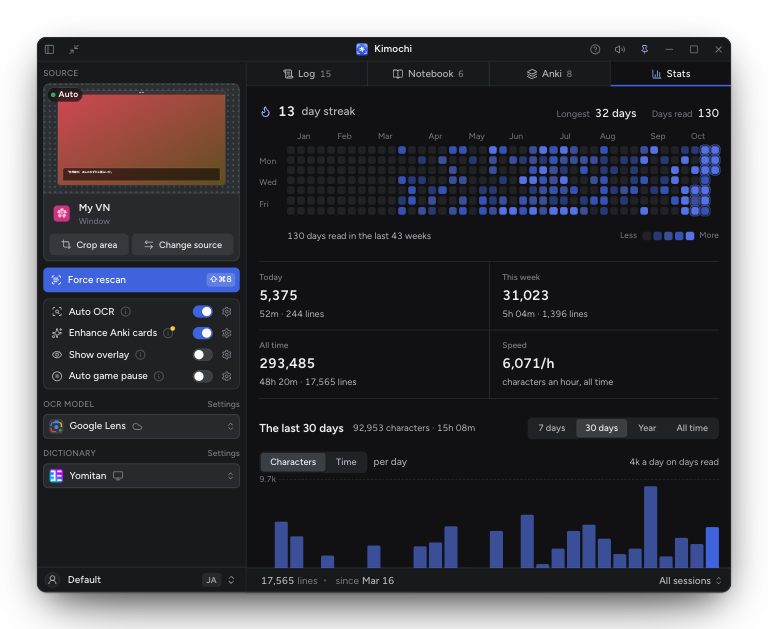 Kimochi
SOURCE
Auto
My VN
Window
Crop area
Change source
Force rescan
⇧⌘8
Auto OCR
Enhance Anki cards
Show overlay
Auto game pause
OCR MODEL Settings
Google Lens
DICTIONARY Settings
Yomitan
Default JA
Log 15 Notebook 6 Anki 8 Stats
13 day streak Longest 32 days Days read 130
Jan Feb Mar Apr May Jun Jul Aug Sep Oct
Mon
Wed
Fri
130 days read in the last 43 weeks Less More
Today
5,375
52m · 244 lines
This week
31,023
5h 04m · 1,396 lines
All time
293,485
48h 20m · 17,565 lines
Speed
6,071/h
characters an hour, all time
The last 30 days 92,953 characters · 15h 08m 7 days 30 days Year All time
Characters Time per day 4k a day on days read
9.7k
17,565 lines • since Mar 16 All sessions